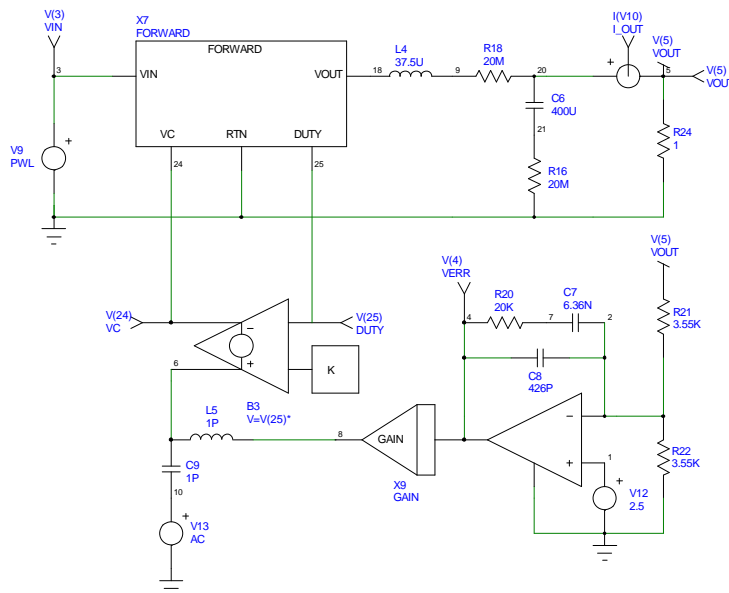 V(3)
VIN
X7
FORWARD
FORWARD
VIN
VOUT
VC
RTN
DUTY
3
18
24
25
L4
37.5U
9
R18
20M
20
I(V10)
I_OUT
+
V(5)
VOUT
5
V(5)
VOUT
C6
400U
21
R16
20M
R24
1
V9
PWL
+
V(24)
VC
V(25)
DUTY
−
+
K
6
B3
V=V(25)*
L5
1P
8
GAIN
X9
GAIN
C9
1P
10
+
V13
AC
V(4)
VERR
4
R20
20K
7
C7
6.36N
2
C8
426P
−
+
1
+
V12
2.5
V(5)
VOUT
R21
3.55K
R22
3.55K